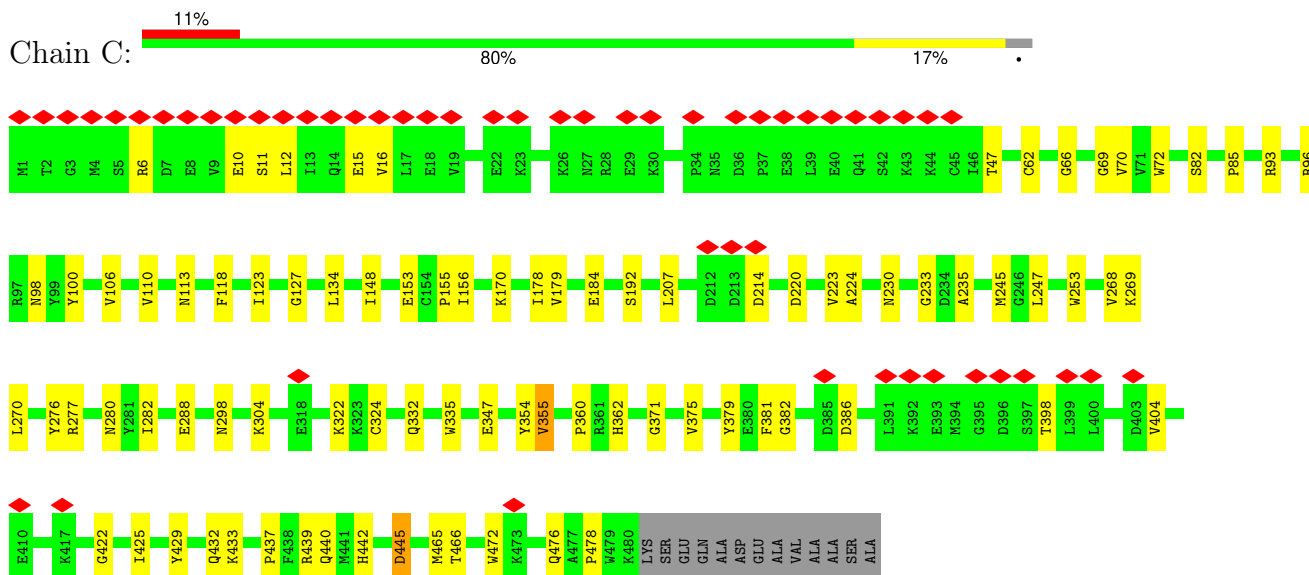 11%
Chain C:
80% 17% •
M1 T2 G3 M4 S5 R6 D7 E8 V9 E10 S11 L12 I13 Q14 E15 V16 L17 E18 V19 E22 K23 K26 N27 R28 E29 K30 P34 N35 D36 P37 E38 L39 E40 Q41 S42 K43 K44 C45 I46 T47 C62 G66 G69 V70 V71 W72 S82 P85 R93 R96
R97 N98 Y99 Y100 V106 V110 N113 F118 I123 G127 L134 I148 E153 C154 P155 I156 K170 I178 V179 E184 S192 L207 D212 D213 D214 D220 V223 A224 N230 G233 D234 A235 M245 G246 L247 W253 V268 K269
L270 Y276 R277 N280 Y281 I282 E288 N298 K304 E318 K322 K323 C324 Q332 W335 E347 Y354 V355 P360 R361 H362 G371 V375 Y379 E380 F381 G382 D385 D386 L391 K392 E393 M394 G395 D396 S397 T398 L399 L400 D403 V404
E410 K417 G422 I425 Y429 Q432 K433 P437 F438 R439 Q440 M441 H442 D445 M465 T466 W472 K473 Q476 A477 P478 W479 K480 LYS SER GLU GLN ALA ASP GLU ALA VAL ALA ALA SER ALA